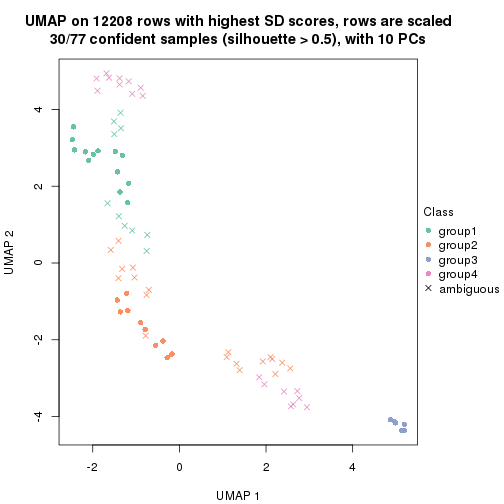 UMAP on 12208 rows with highest SD scores, rows are scaled
30/77 confident samples (silhouette > 0.5), with 10 PCs
4
2
0
-2
-4
UMAP 2
-2
0
2
4
UMAP 1
Class
group1
group2
group3
group4
ambiguous